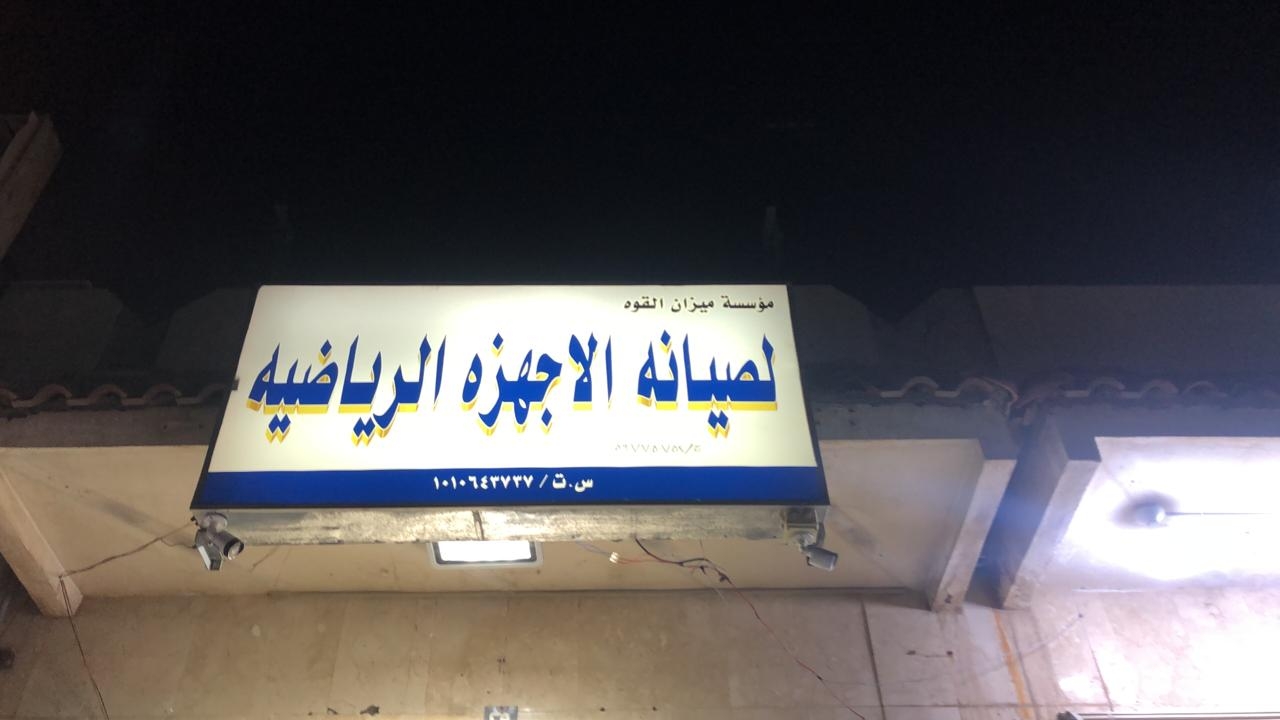 مؤسسة ميزان القوه
لصيانه الاجهزه الرياضيه
س.ت / ١٠١٠٦٤٣٧٣٧